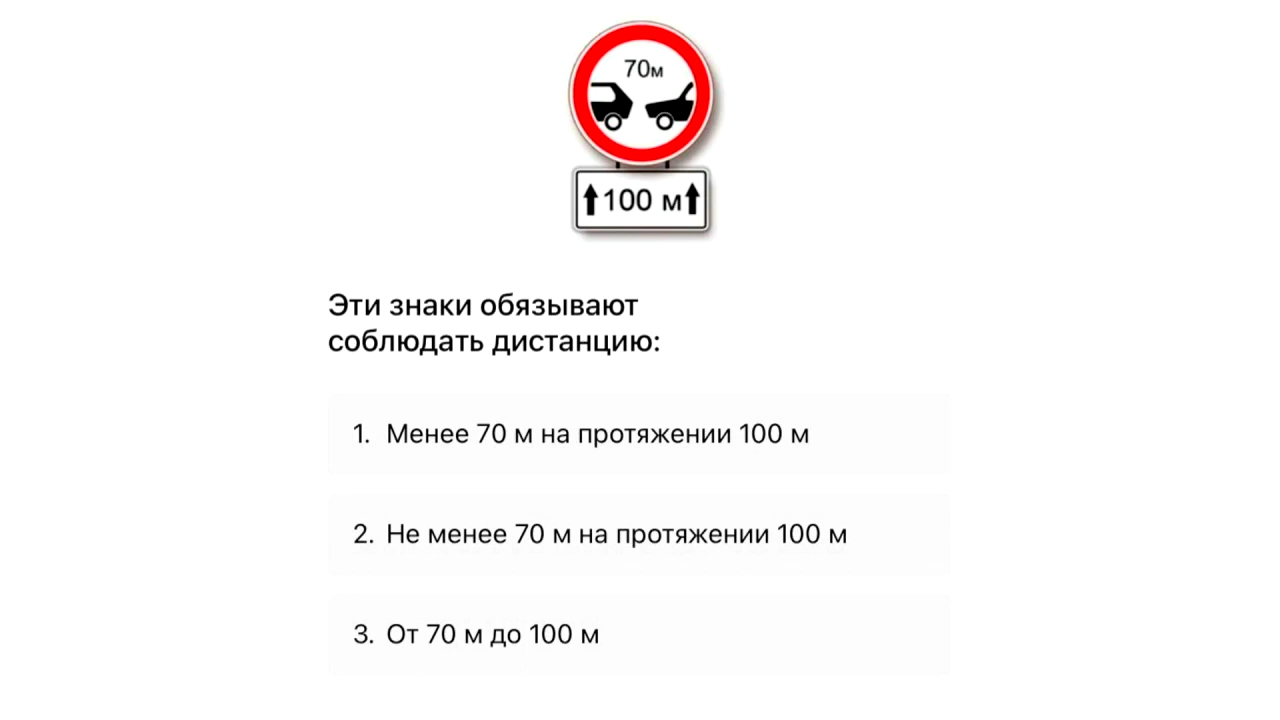 70м
100 м
Эти знаки обязывают
соблюдать дистанцию:
1. Менее 70 м на протяжении 100 м
2. Не менее 70 м на протяжении 100 м
3. От 70 м до 100 м